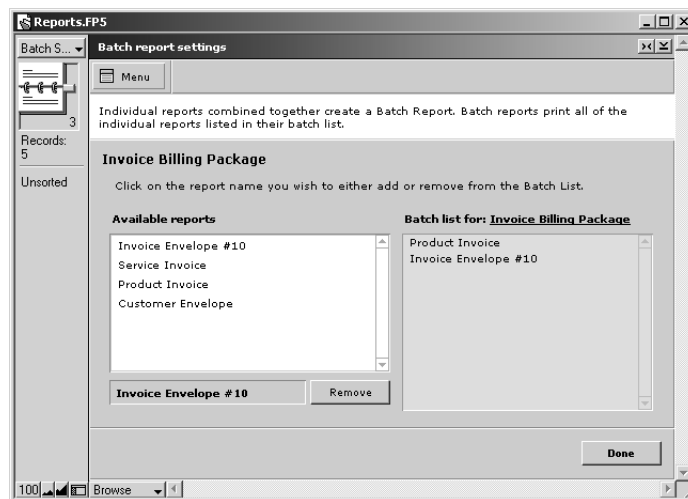 Reports.FP5
Batch S...
Batch report settings
Menu
3
Records:
5
Unsorted
Individual reports combined together create a Batch Report. Batch reports print all of the
individual reports listed in their batch list.
Invoice Billing Package
Click on the report name you wish to either add or remove from the Batch List.
Available reports
Invoice Envelope #10
Service Invoice
Product Invoice
Customer Envelope
Invoice Envelope #10
Remove
Batch list for: Invoice Billing Package
Product Invoice
Invoice Envelope #10
Done
100
Browse